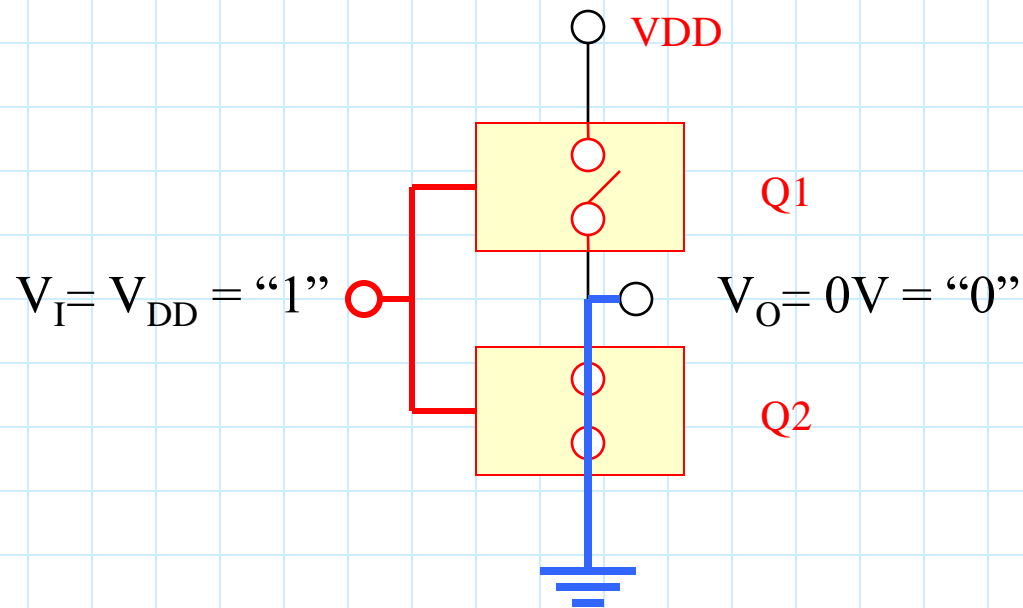 VDD
Q1
VI= VDD = “1”
VO= 0V = “0”
Q2